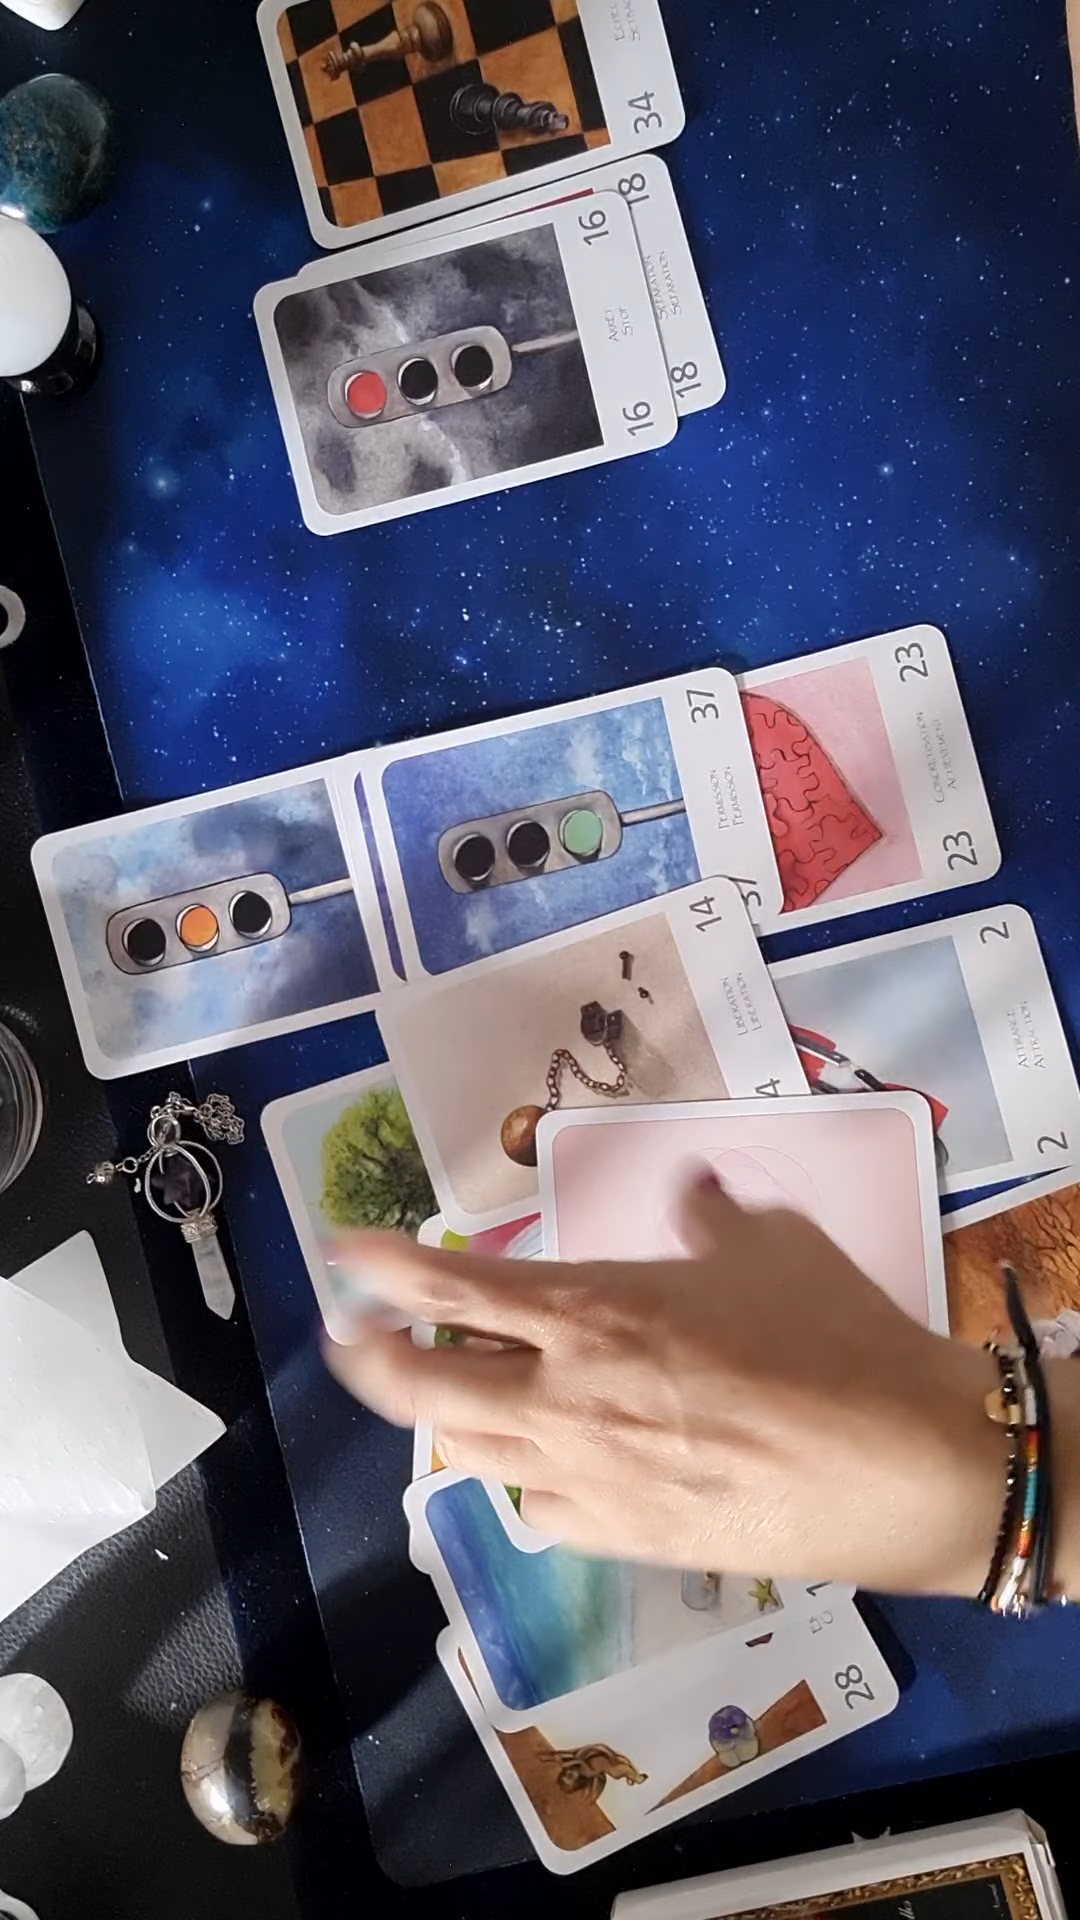 34
18
SÉPARATION
SEPARATION
18
16
ARRÊT
STOP
16
23
CONCRÉTISATION
ACHIEVEMENT
23
37
PERMISSION
PERMISSION
37
14
LIBÉRATION
LIBERATION
2
ATTIRANCE
ATTRACTION
2
28